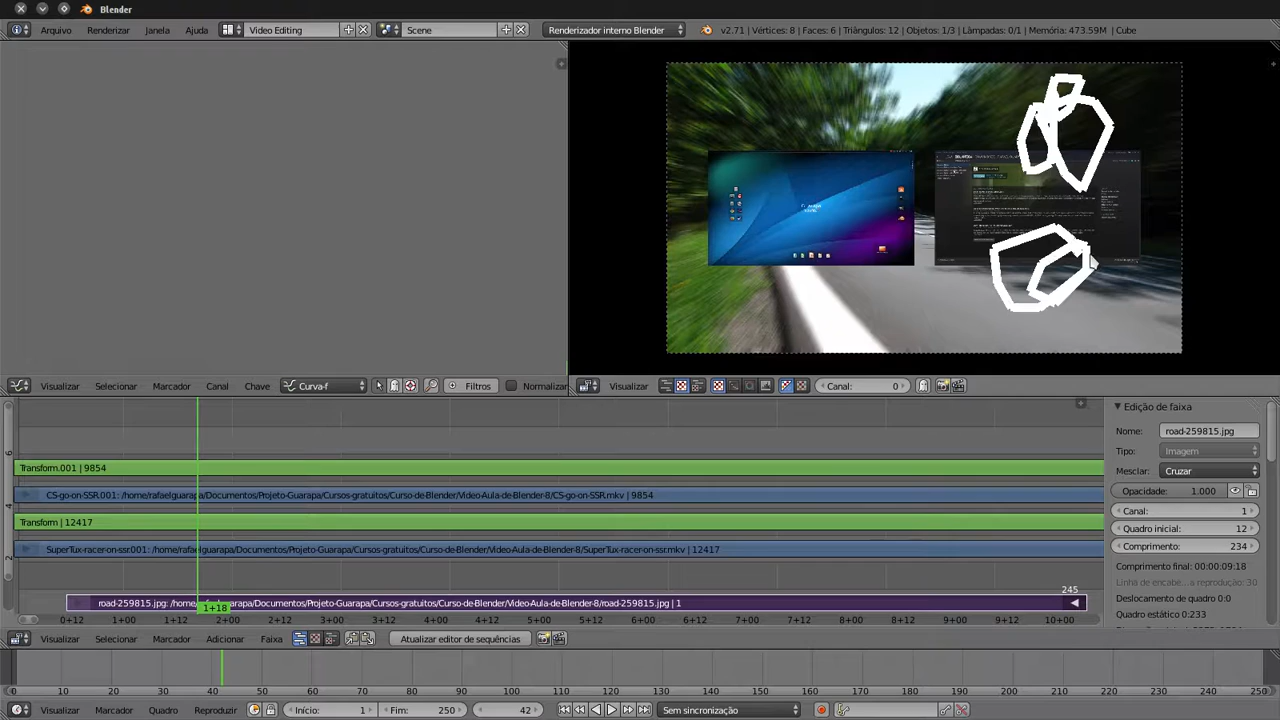 Blender
Arquivo Renderizar Janela Ajuda Video Editing Scene Renderizador interno Blender v2.71 | Vértices: 8 | Faces: 6 | Triângulos: 12 | Objetos: 1/3 | Lâmpadas: 0/1 | Memória: 473.59M | Cube
Visualizar Selecionar Marcador Canal Chave Curva-f Filtros Normalizar
Visualizar Canal: 0
Transform.001 | 9854
CS-go-on-SSR.001: /home/rafaelguarapa/Documentos/Projeto-Guarapa/Cursos-gratuitos/Curso-de-Blender/Video-Aula-de-Blender-8/CS-go-on-SSR.mkv | 9854
Transform | 12417
SuperTux-racer-on-ssr.001: /home/rafaelguarapa/Documentos/Projeto-Guarapa/Cursos-gratuitos/Curso-de-Blender/Video-Aula-de-Blender-8/SuperTux-racer-on-ssr.mkv | 12417
245
road-259815.jpg: /home/rafaelguarapa/Documentos/Projeto-Guarapa/Cursos-gratuitos/Curso-de-Blender/Video-Aula-de-Blender-8/road-259815.jpg | 1
1+18
0+12 1+00 1+12 2+00 2+12 3+00 3+12 4+00 4+12 5+00 5+12 6+00 6+12 7+00 7+12 8+00 8+12 9+00 9+12 10+00
6
4
2
Edição de faixa
Nome: road-259815.jpg
Tipo: Imagem
Mesclar: Cruzar
Opacidade: 1.000
Canal: 1
Quadro inicial: 12
Comprimento: 234
Comprimento final: 00:00:09:18
Linha de encabe...a reprodução: 30
Deslocamento de quadro 0:0
Quadro estático 0:233
Visualizar Selecionar Marcador Adicionar Faixa Atualizar editor de sequências
0 10 20 30 40 50 60 70 80 90 100 110 120 130 140 150 160 170 180 190 200 210 220 230 240 250
Visualizar Marcador Quadro Reproduzir Início: 1 Fim: 250 42 Sem sincronização